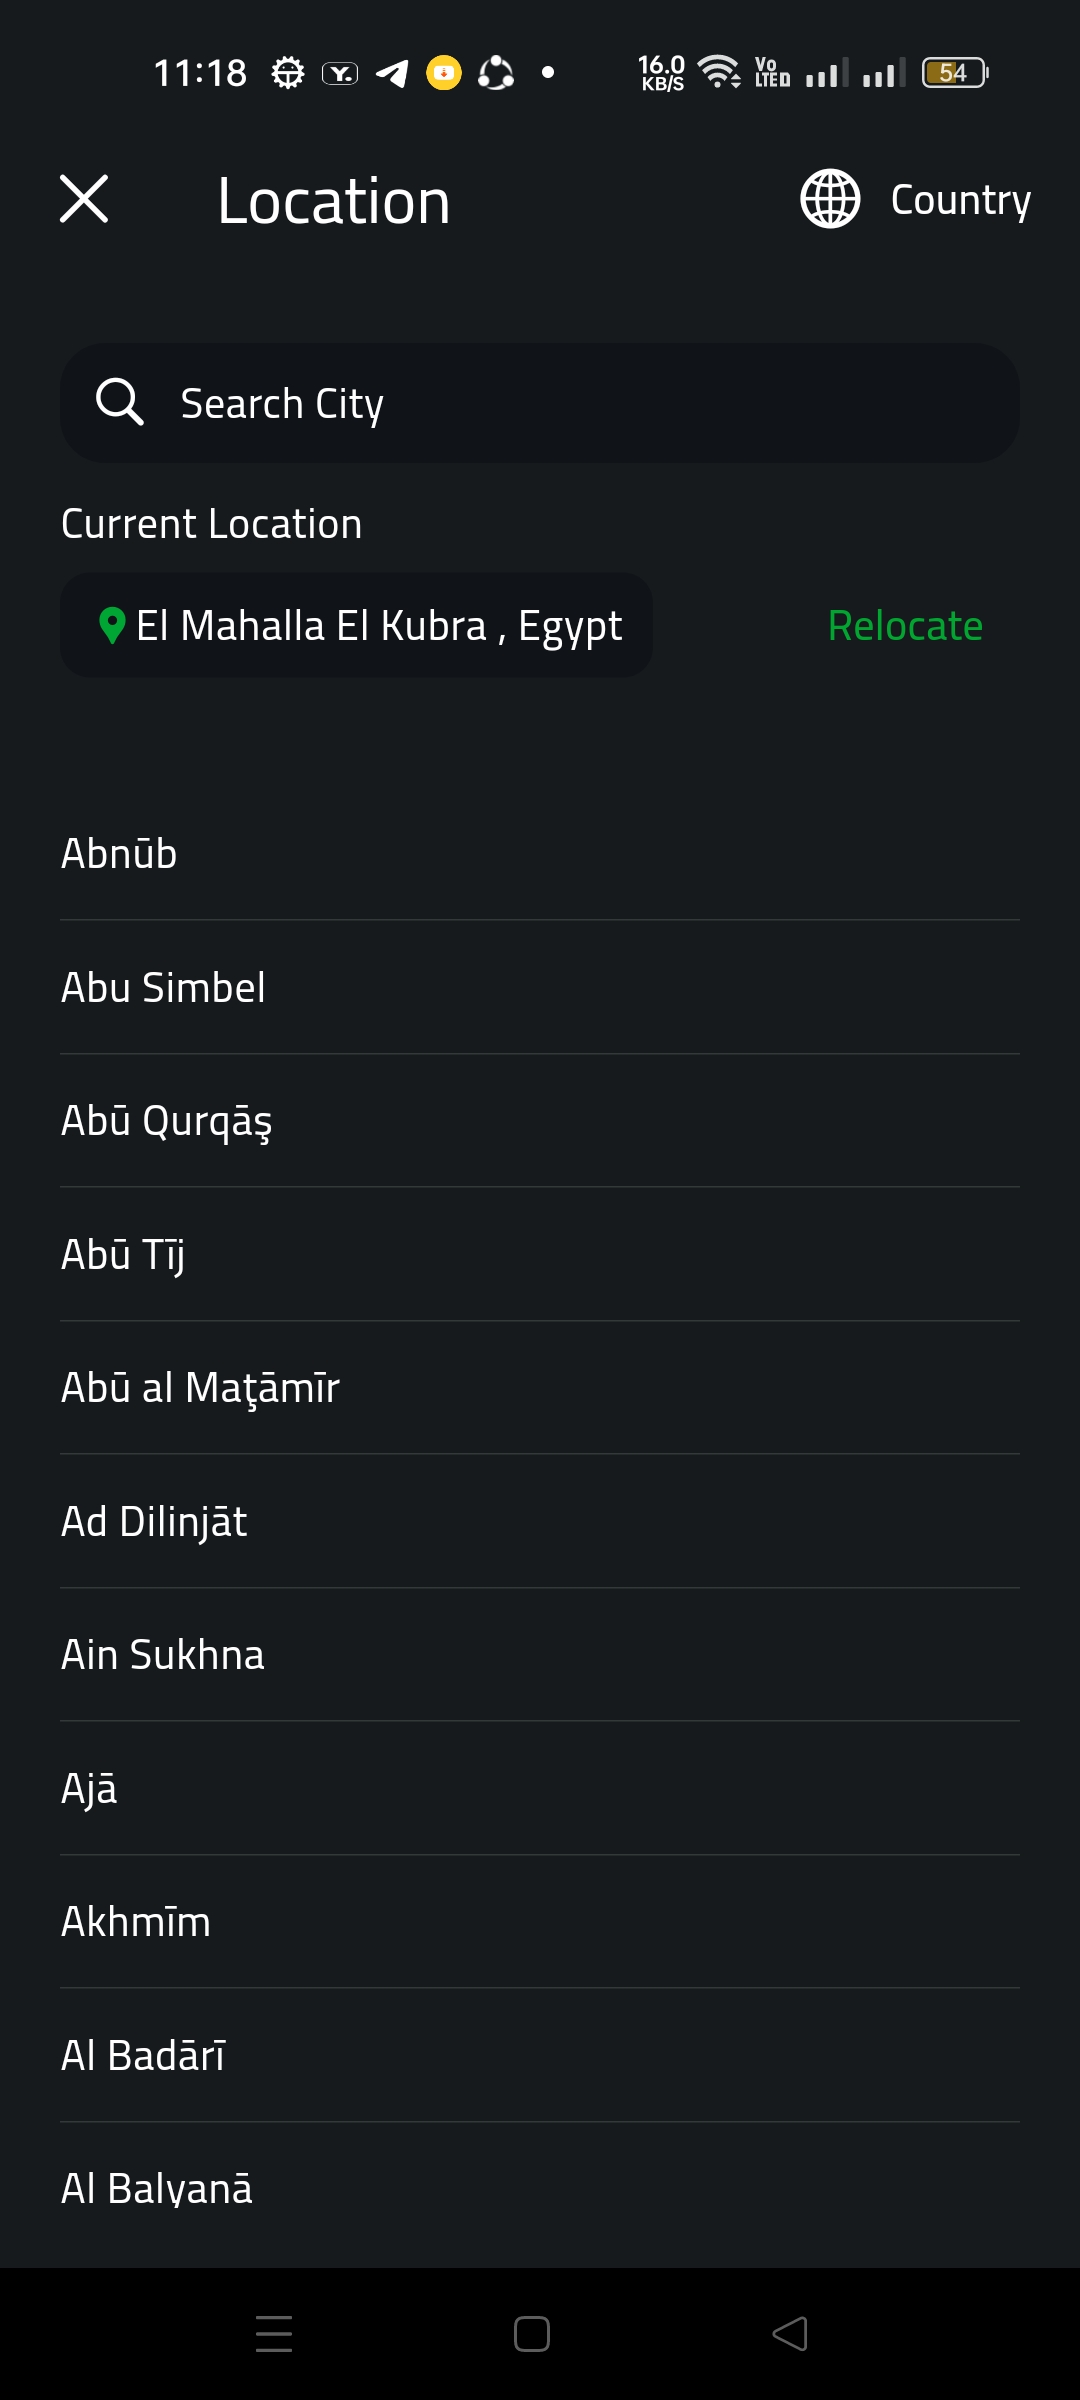 11:18
16.0
KB/S
Vo
LTED
54
Location
Country
Search City
Current Location
El Mahalla El Kubra , Egypt
Relocate
Abnūb
Abu Simbel
Abū Qurqāş
Abū Tīj
Abū al Maţāmīr
Ad Dilinjāt
Ain Sukhna
Ajā
Akhmīm
Al Badārī
Al Balyanā